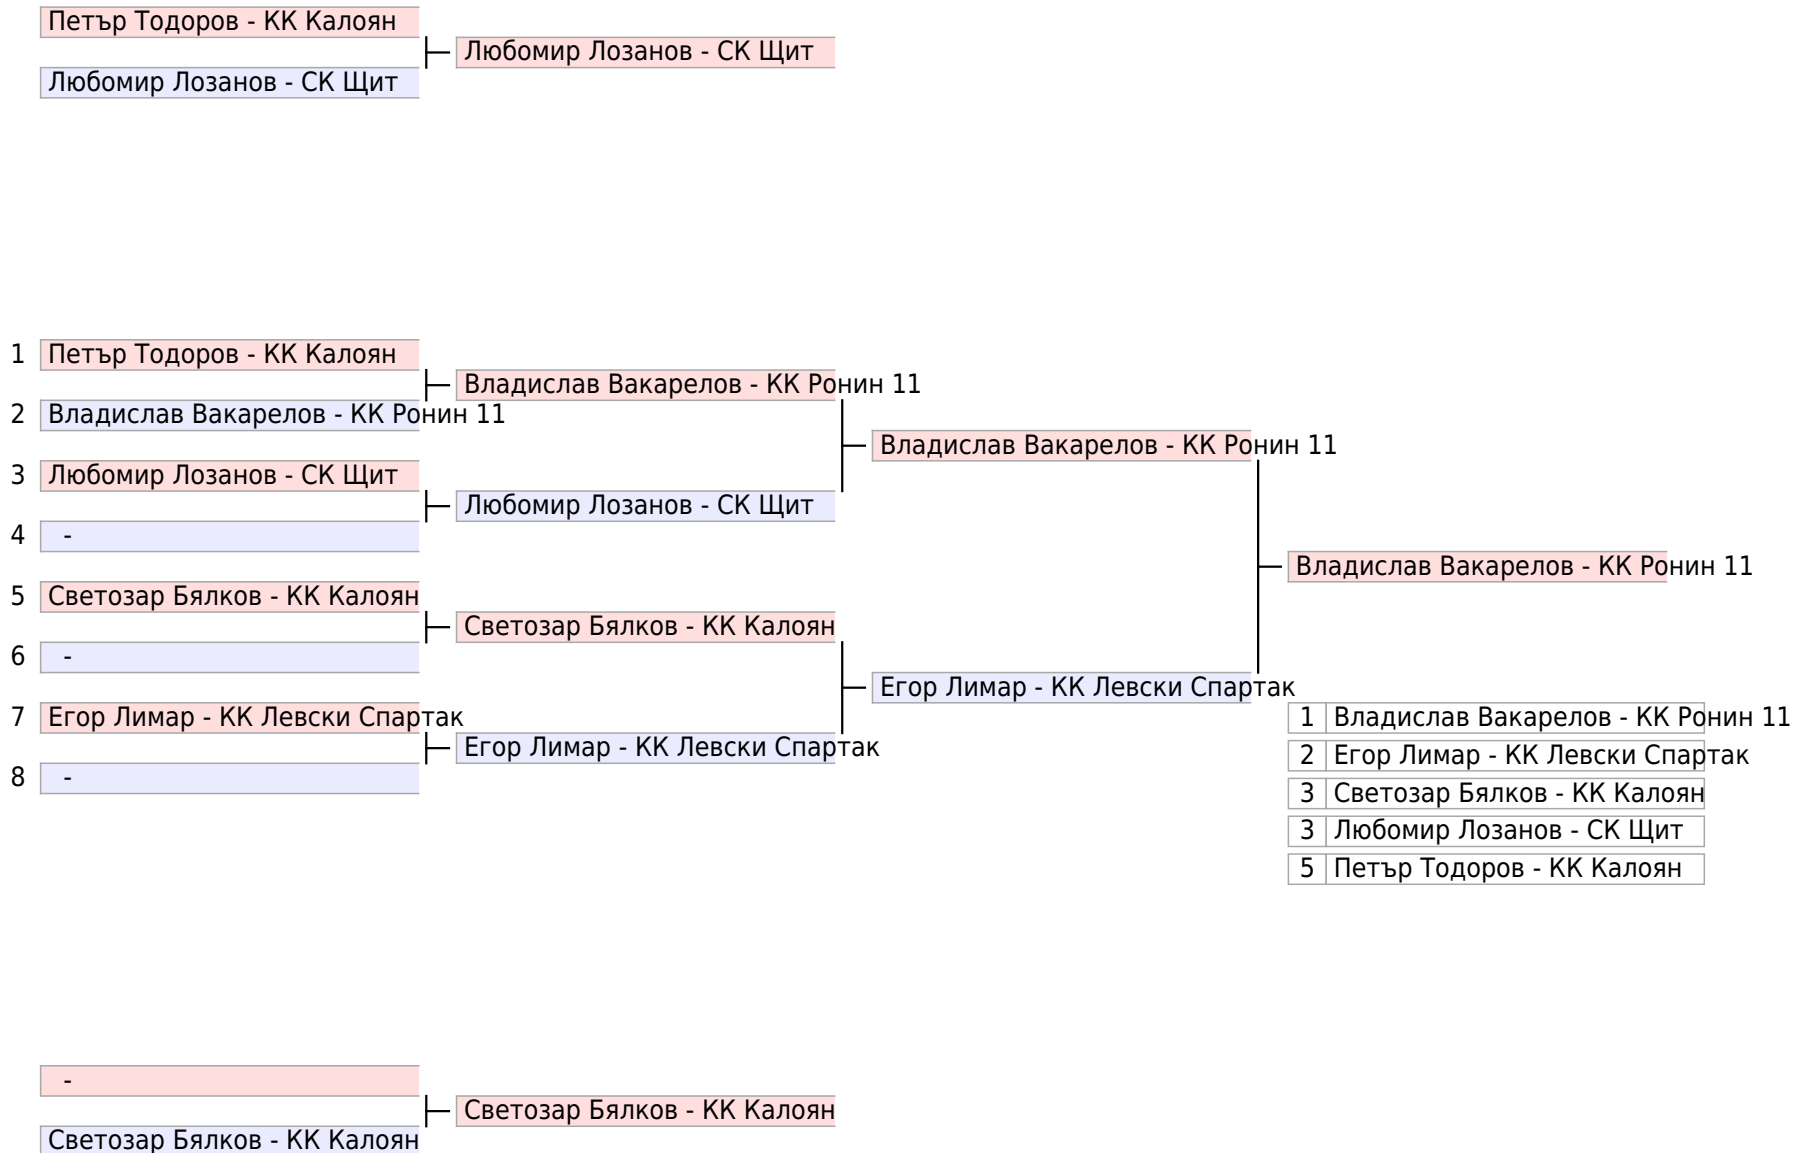 Петър Тодоров - КК Калоян
Любомир Лозанов - СК Щит
Любомир Лозанов - СК Щит
1 Петър Тодоров - КК Калоян
Владислав Вакарелов - КК Ронин 11
2 Владислав Вакарелов - КК Ронин 11
Владислав Вакарелов - КК Ронин 11
3 Любомир Лозанов - СК Щит
Любомир Лозанов - СК Щит
4 -
Владислав Вакарелов - КК Ронин 11
5 Светозар Бялков - КК Калоян
Светозар Бялков - КК Калоян
6 -
Егор Лимар - КК Левски Спартак
7 Егор Лимар - КК Левски Спартак
Егор Лимар - КК Левски Спартак
8 -
1 Владислав Вакарелов - КК Ронин 11
2 Егор Лимар - КК Левски Спартак
3 Светозар Бялков - КК Калоян
3 Любомир Лозанов - СК Щит
5 Петър Тодоров - КК Калоян
-
Светозар Бялков - КК Калоян
Светозар Бялков - КК Калоян